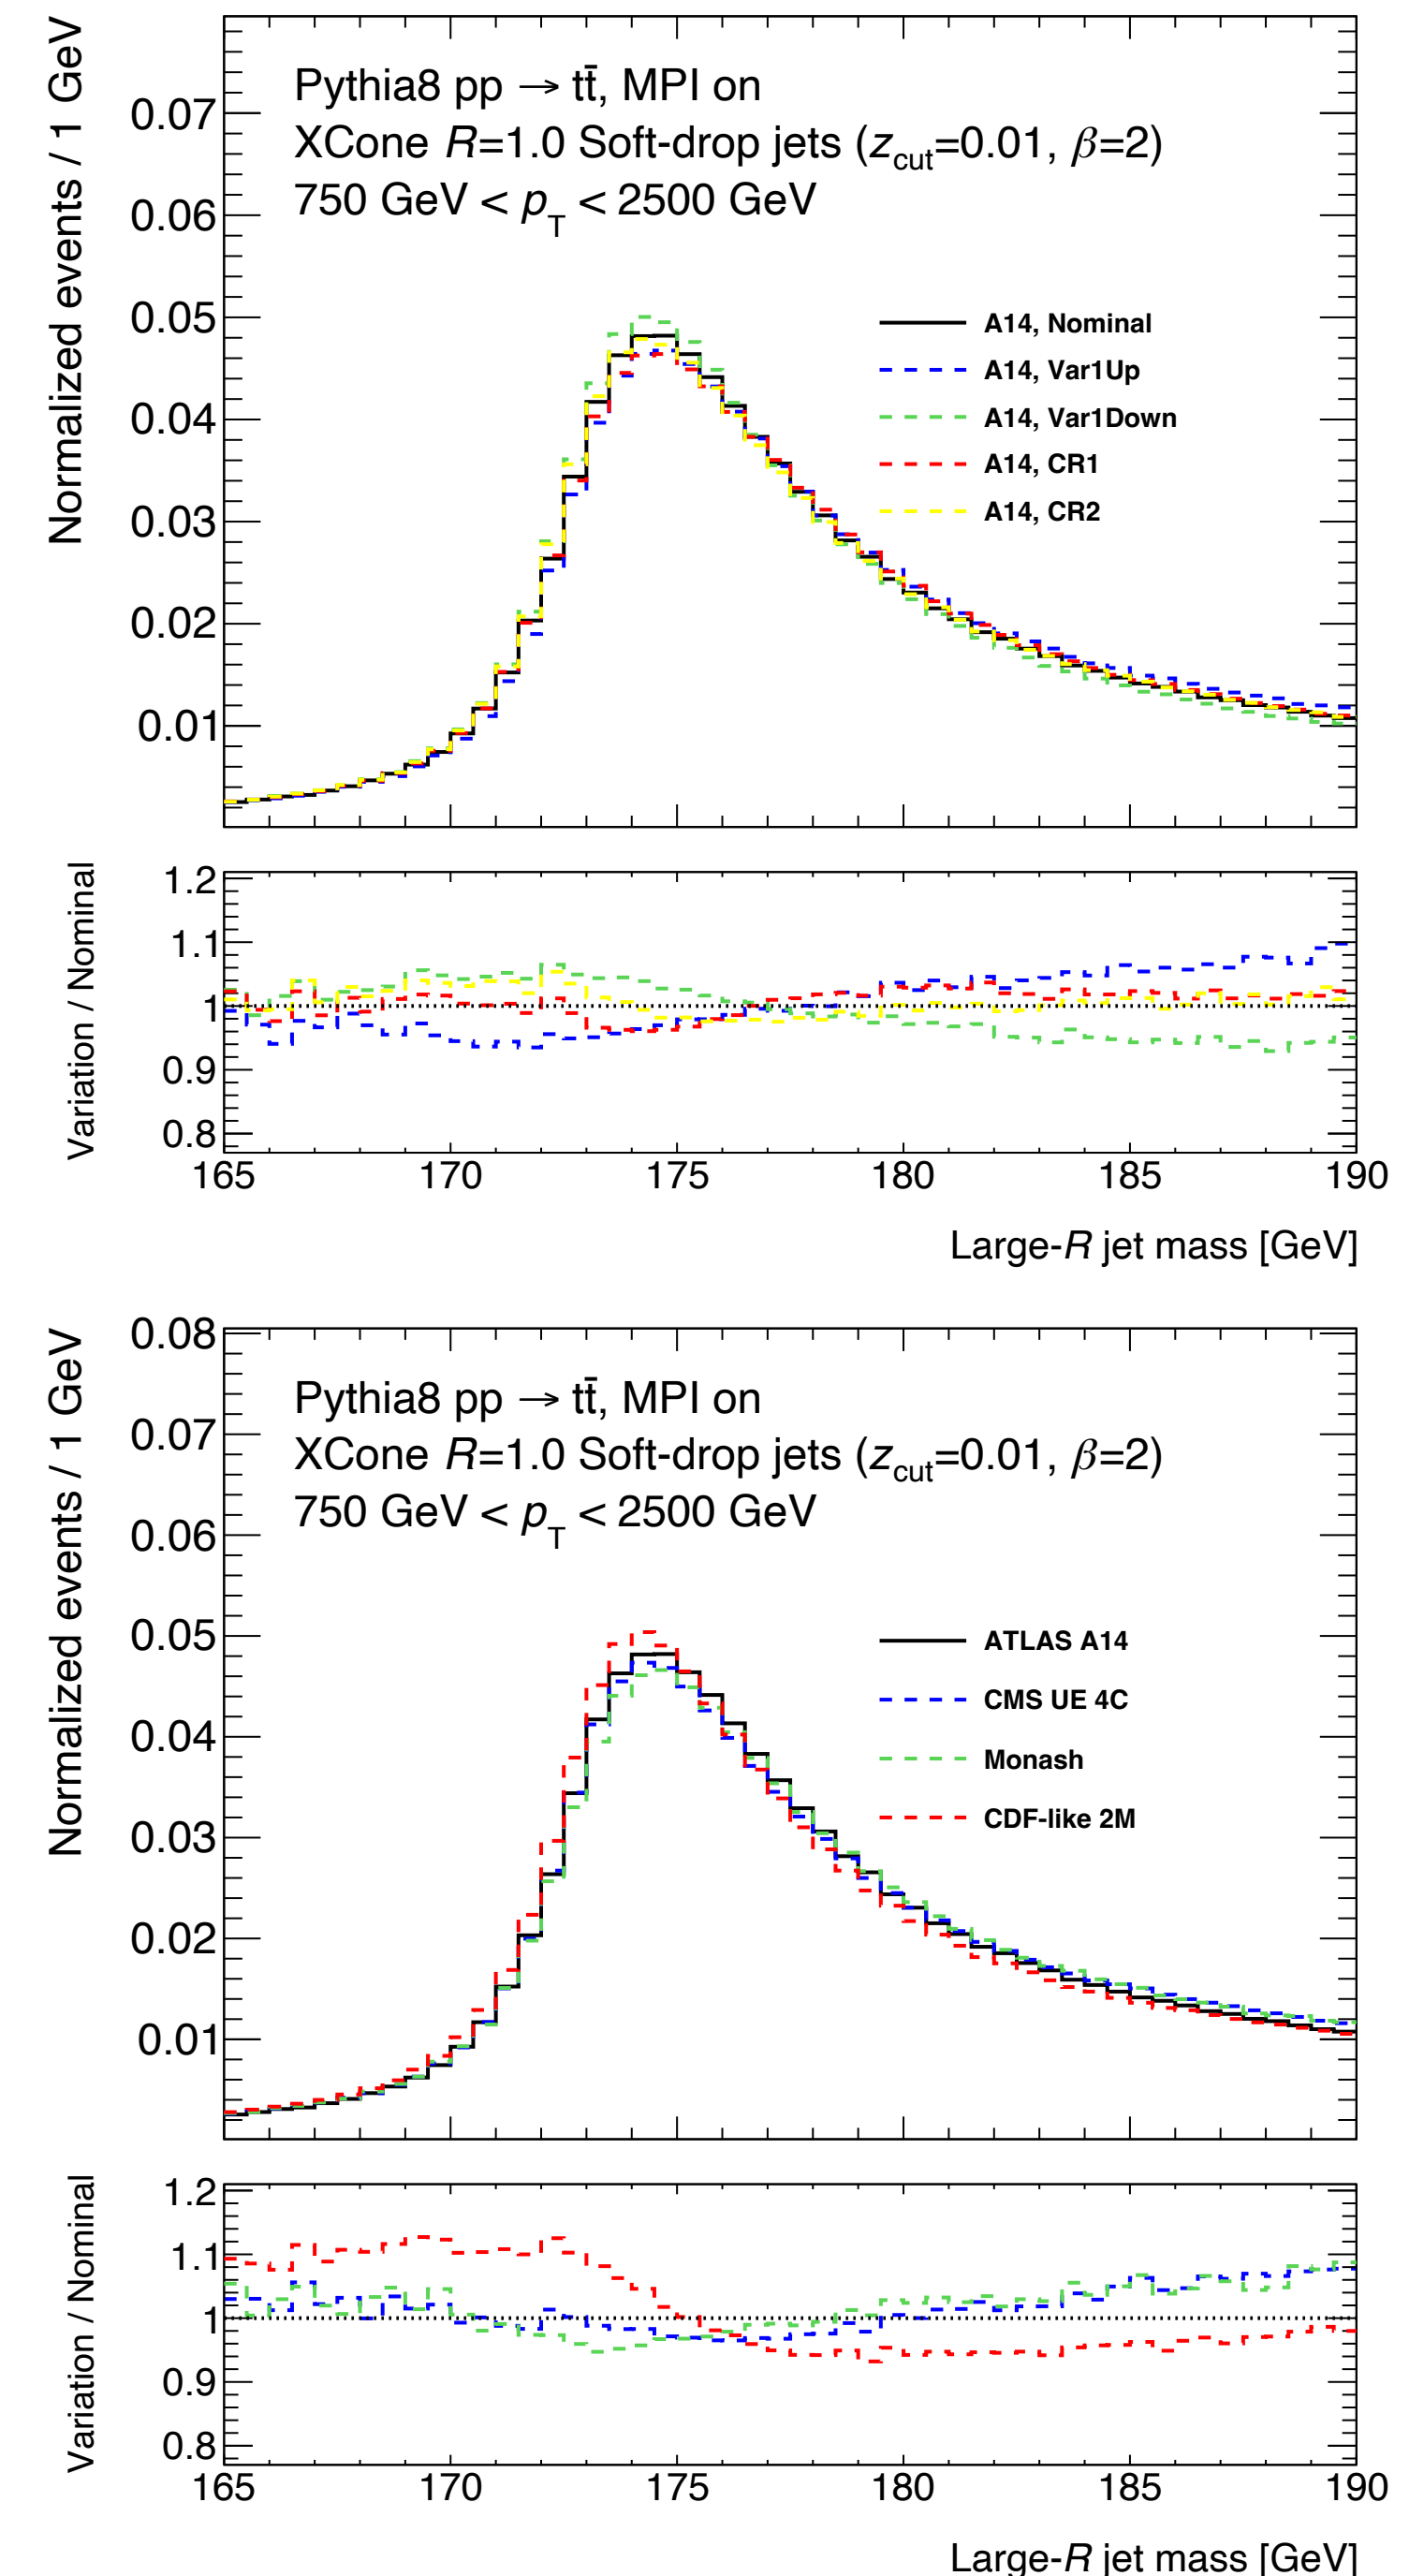 Normalized events / 1 GeV
0.07
0.06
0.05
0.04
0.03
0.02
0.01
Pythia8 pp → tt̄, MPI on
XCone R=1.0 Soft-drop jets (z_cut=0.01, β=2)
750 GeV < p_T < 2500 GeV
A14, Nominal
A14, Var1Up
A14, Var1Down
A14, CR1
A14, CR2
Variation / Nominal
1.2
1.1
1
0.9
0.8
165 170 175 180 185 190
Large-R jet mass [GeV]
Normalized events / 1 GeV
0.08
0.07
0.06
0.05
0.04
0.03
0.02
0.01
Pythia8 pp → tt̄, MPI on
XCone R=1.0 Soft-drop jets (z_cut=0.01, β=2)
750 GeV < p_T < 2500 GeV
ATLAS A14
CMS UE 4C
Monash
CDF-like 2M
Variation / Nominal
1.2
1.1
1
0.9
0.8
165 170 175 180 185 190
Large-R jet mass [GeV]